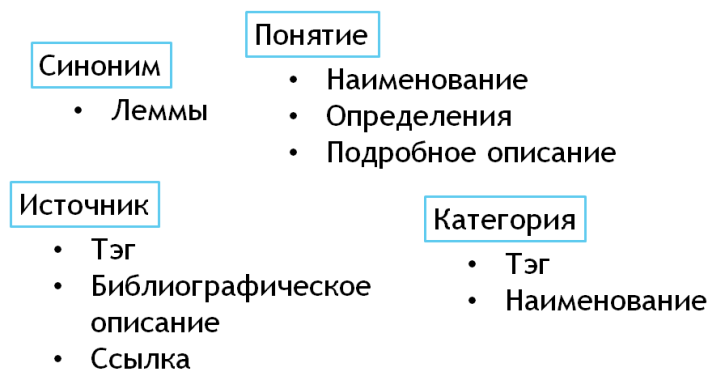 Синоним
• Леммы
Понятие
• Наименование
• Определения
• Подробное описание
Источник
• Тэг
• Библиографическое
описание
• Ссылка
Категория
• Тэг
• Наименование